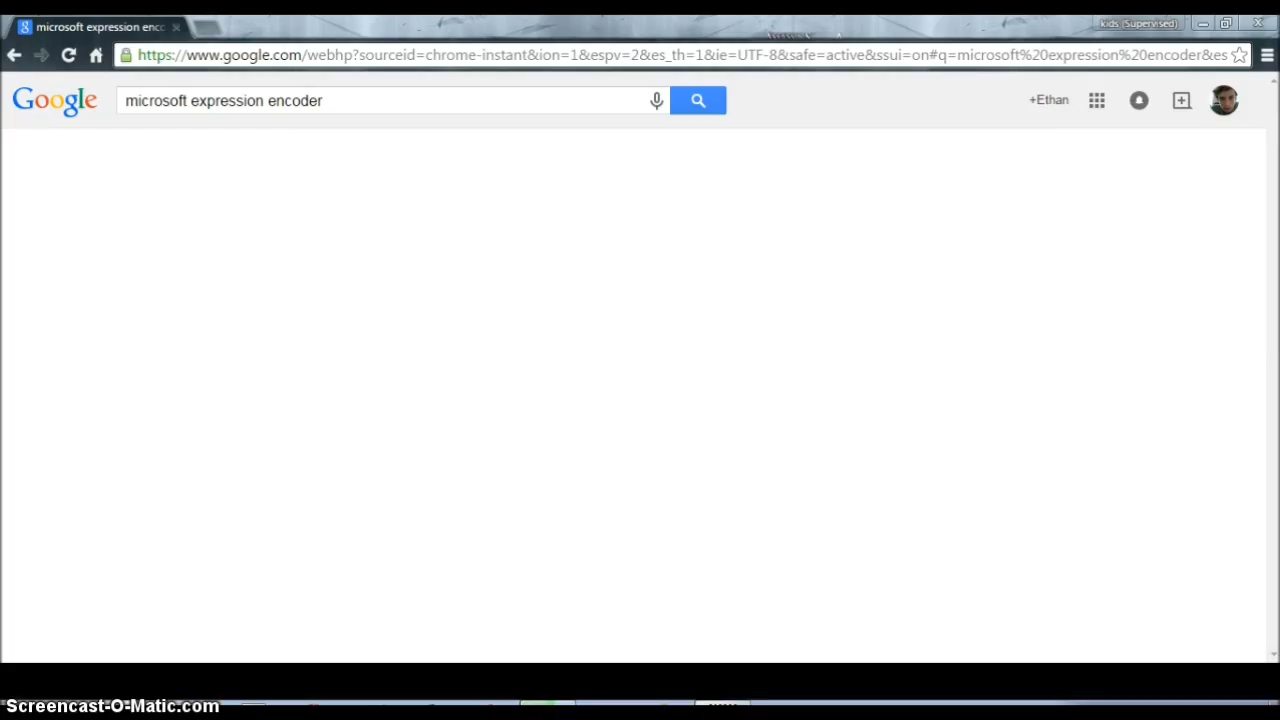 microsoft expression enc
kids (Supervised)
https://www.google.com/webhp?sourceid=chrome-instant&ion=1&espv=2&es_th=1&ie=UTF-8&safe=active&ssui=on#q=microsoft%20expression%20encoder&es
Google
microsoft expression encoder
+Ethan
Screencast-O-Matic.com